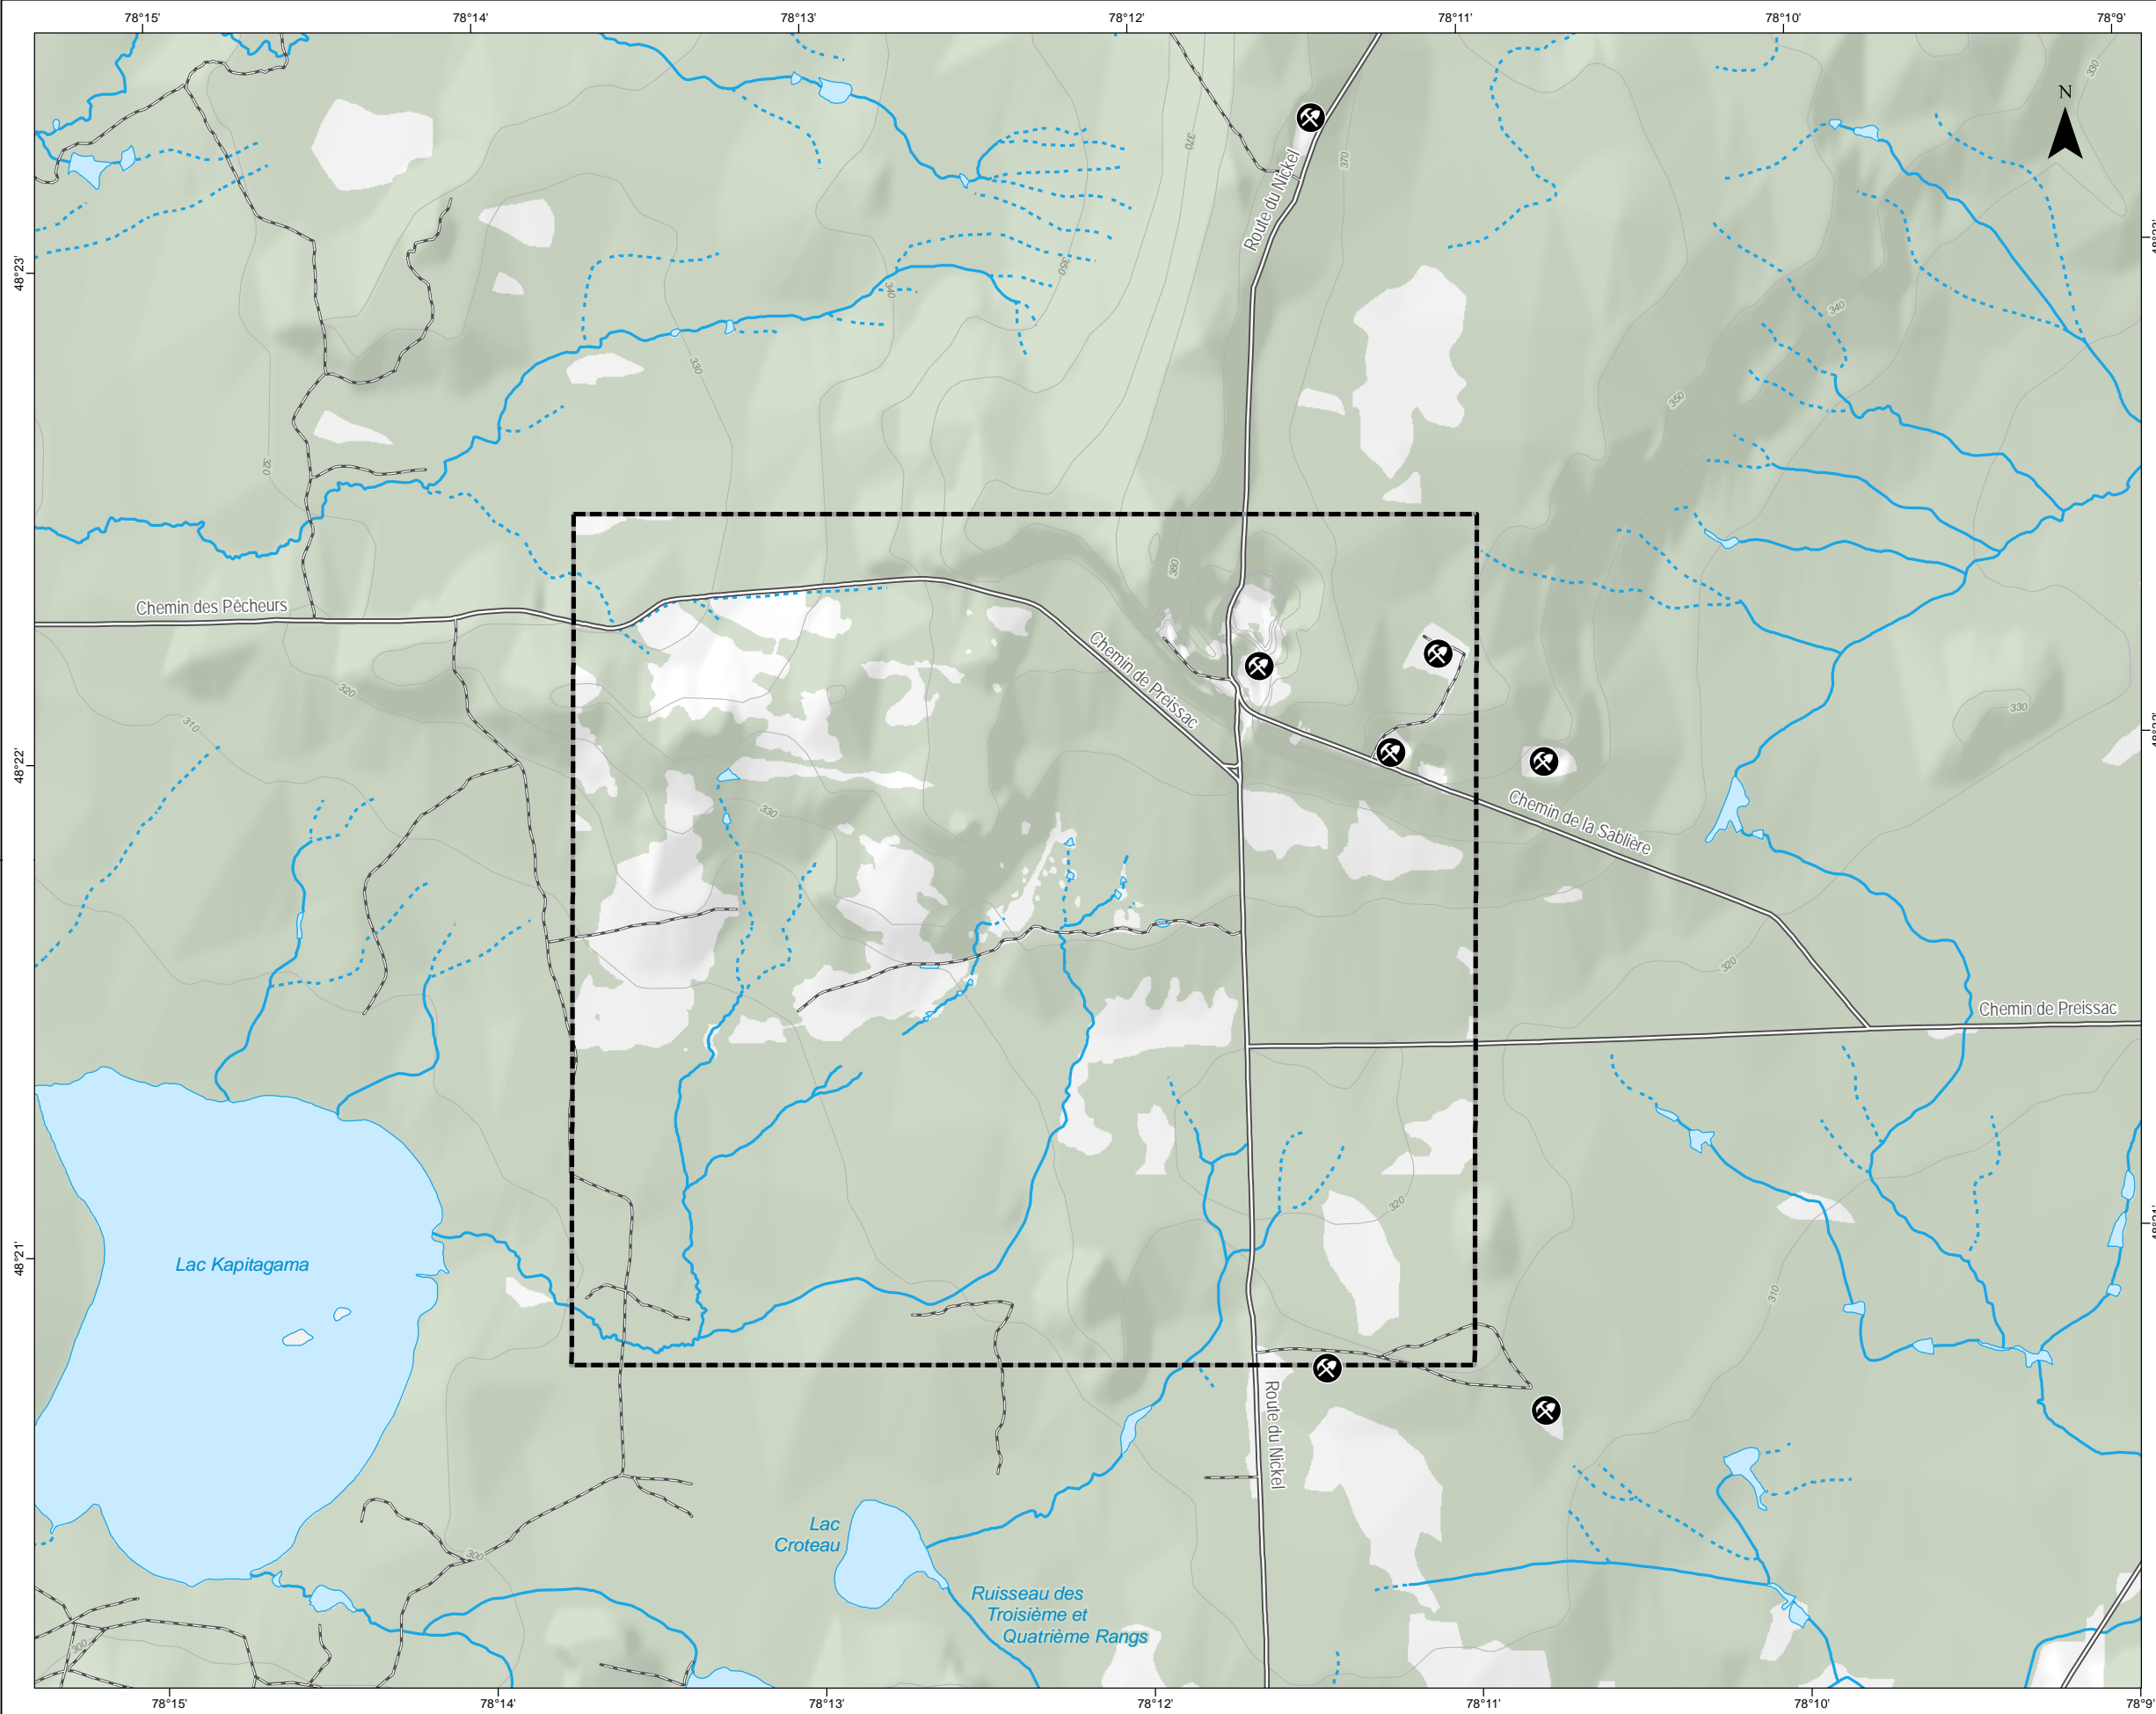 78°15'
78°14'
78°13'
78°12'
78°11'
78°10'
78°9'
330
N
370
370
Route du Nickel
48°23'
350
340
340
330
350
320
380
Chemin des Pêcheurs
Chemin de Preissac
320
310
330
48°22'
330
Chemin de la Sablière
320
Chemin de Preissac
320
48°21'
Lac Kapitagama
310
Route du Nickel
Lac
Croteau
300
Ruisseau des
Troisième et
Quatrième Rangs
300
78°15'
78°14'
78°13'
78°12'
78°11'
78°10'
78°9'